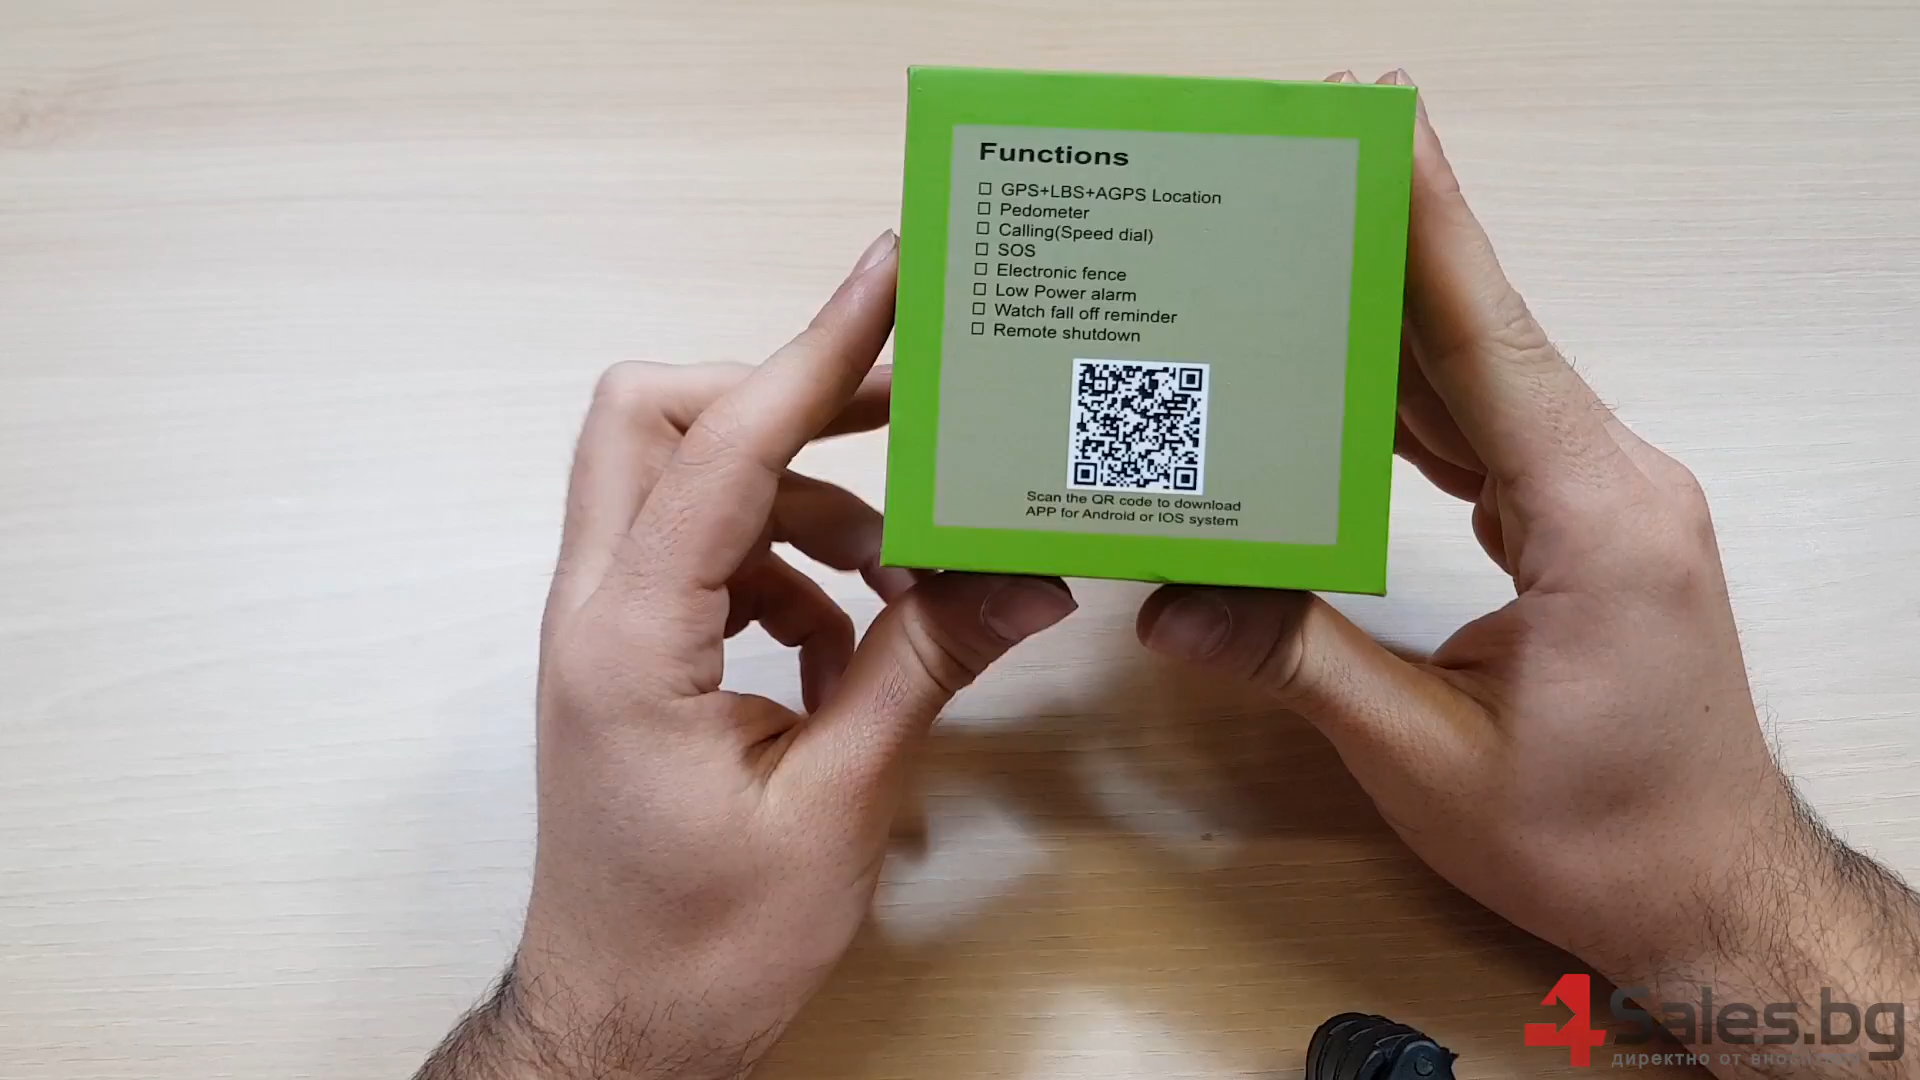 Functions
☐ GPS+LBS+AGPS Location
☐ Pedometer
☐ Calling(Speed dial)
☐ SOS
☐ Electronic fence
☐ Low Power alarm
☐ Watch fall off reminder
☐ Remote shutdown
Scan the QR code to download
APP for Android or IOS system
4Sales.bg
директно от вносителя